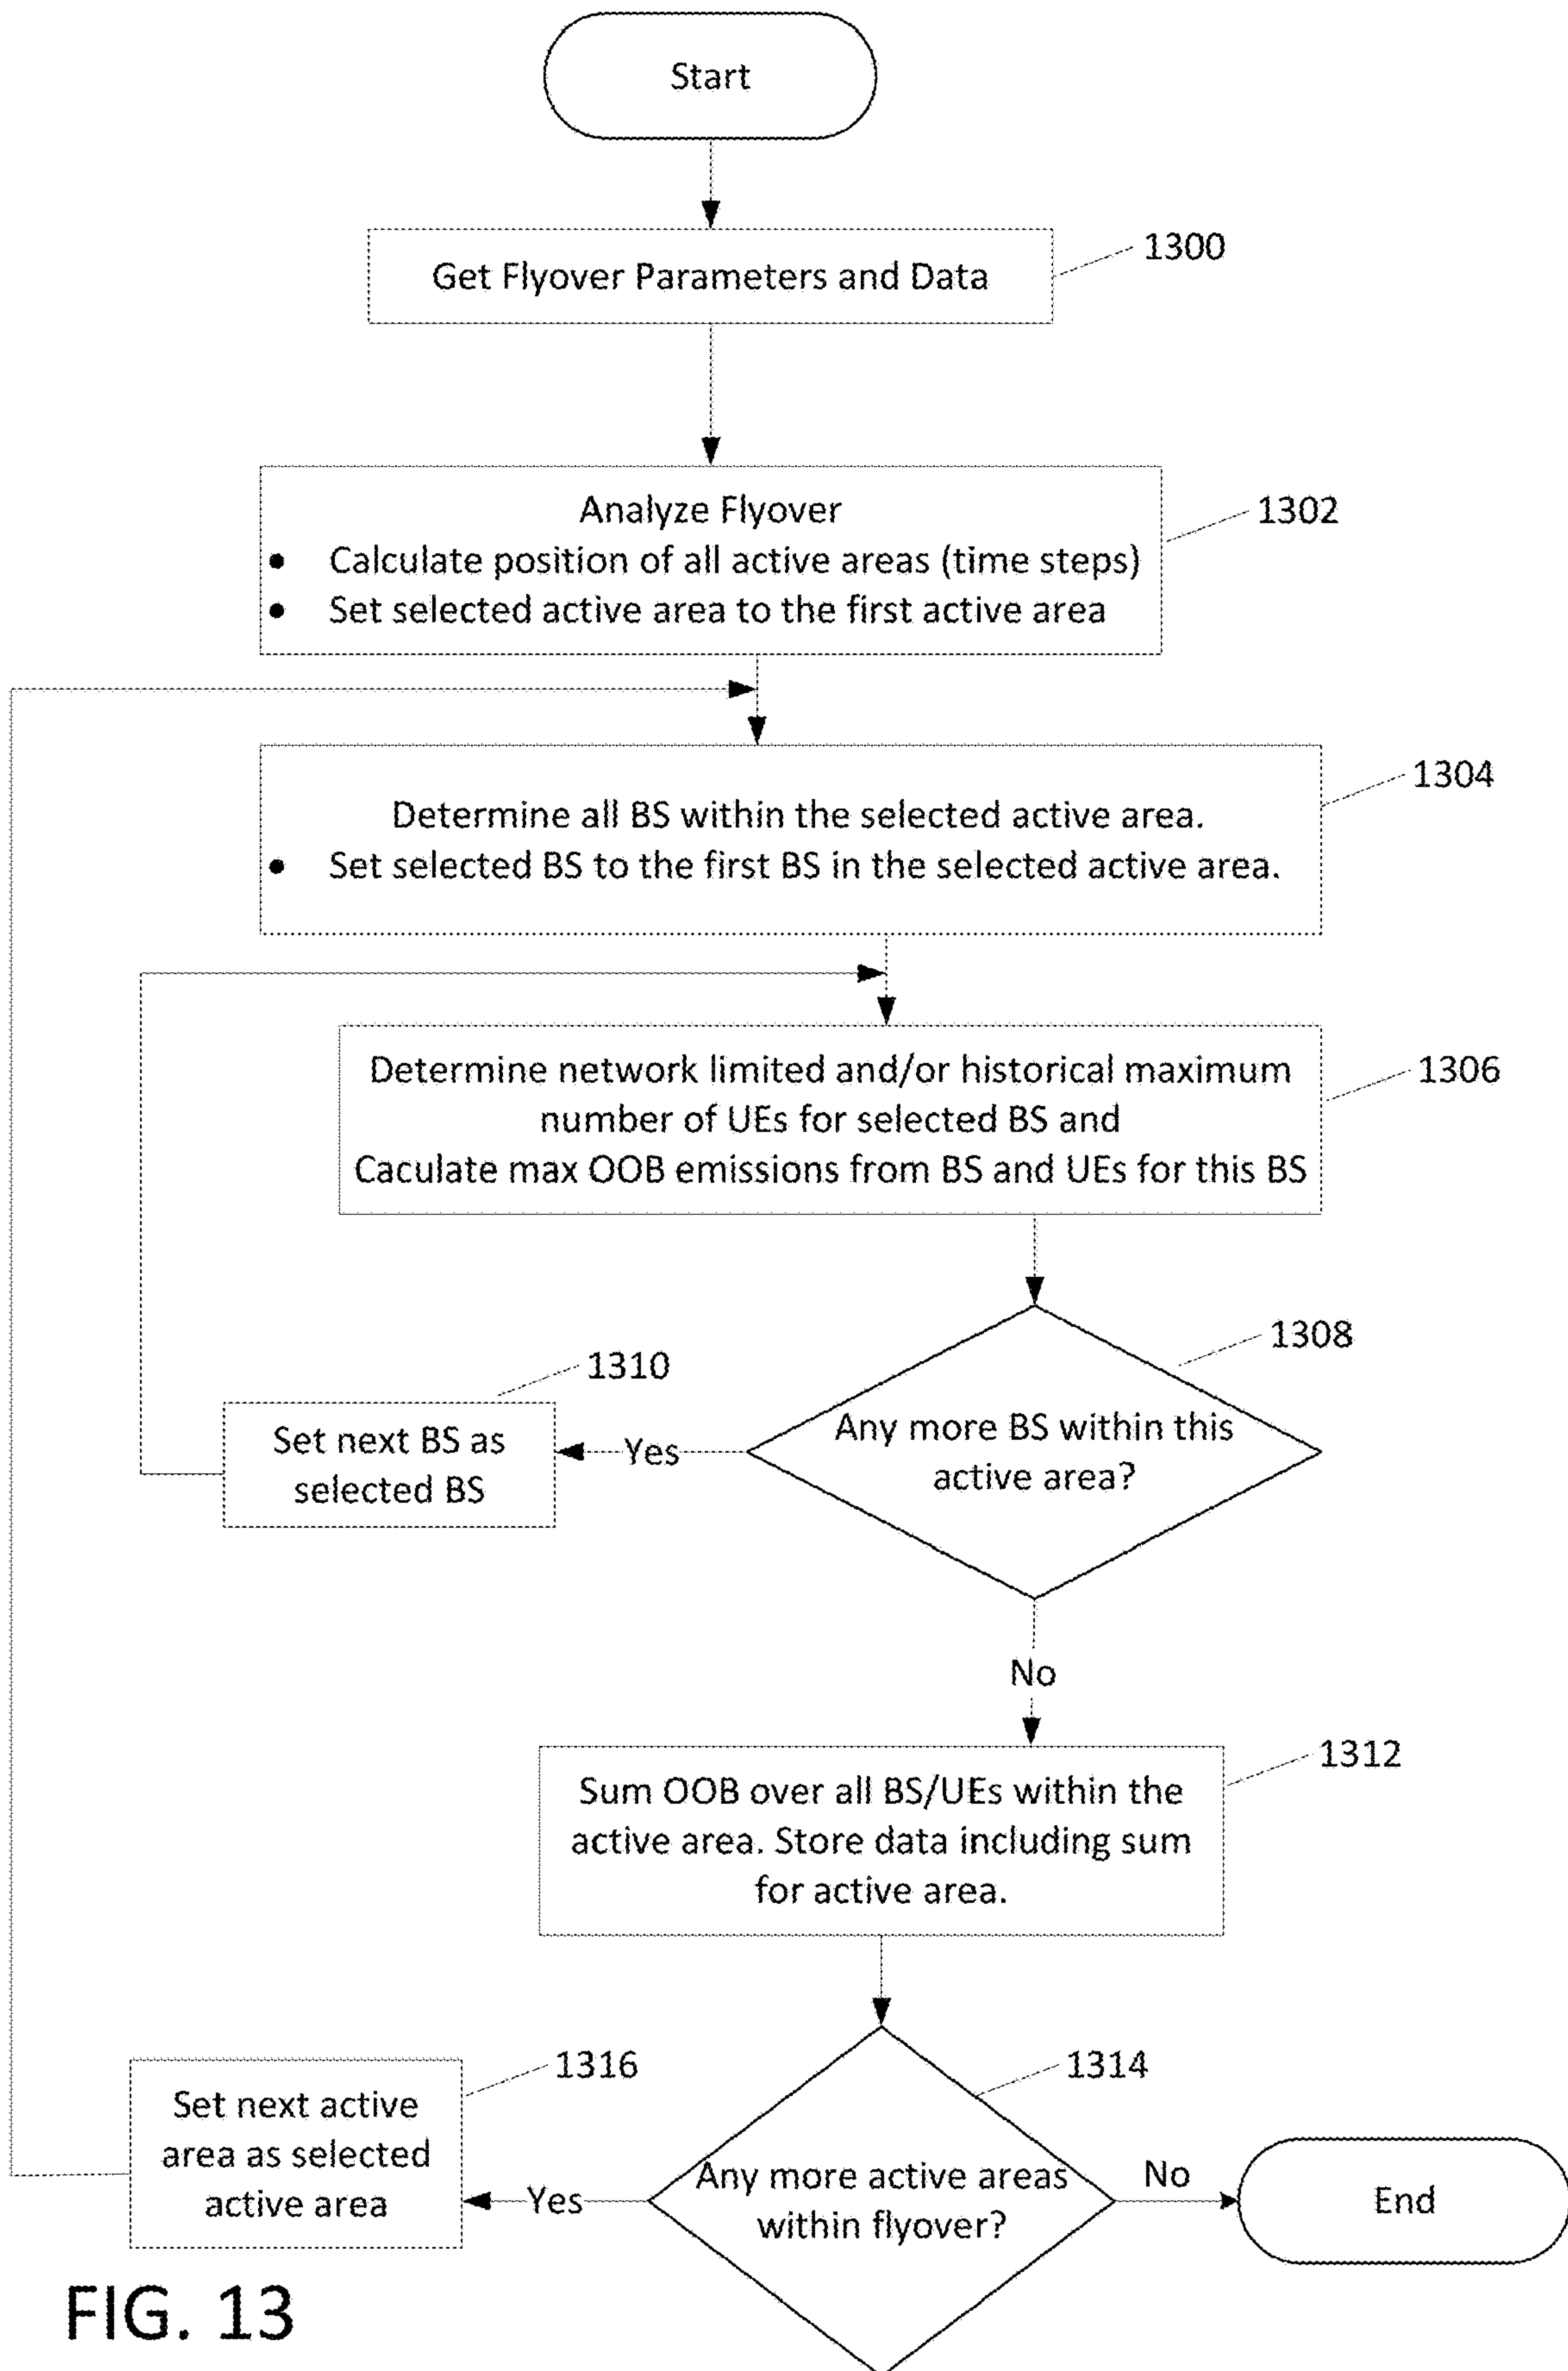 Start
1300
Get Flyover Parameters and Data
1302
Analyze Flyover
• Calculate position of all active areas (time steps)
• Set selected active area to the first active area
1304
Determine all BS within the selected active area.
• Set selected BS to the first BS in the selected active area.
1306
Determine network limited and/or historical maximum
number of UEs for selected BS and
Caculate max OOB emissions from BS and UEs for this BS
1308
Any more BS within this
active area?
Yes
1310
Set next BS as
selected BS
No
1312
Sum OOB over all BS/UEs within the
active area. Store data including sum
for active area.
1314
Any more active areas
within flyover?
Yes
1316
Set next active
area as selected
active area
No
End
FIG. 13